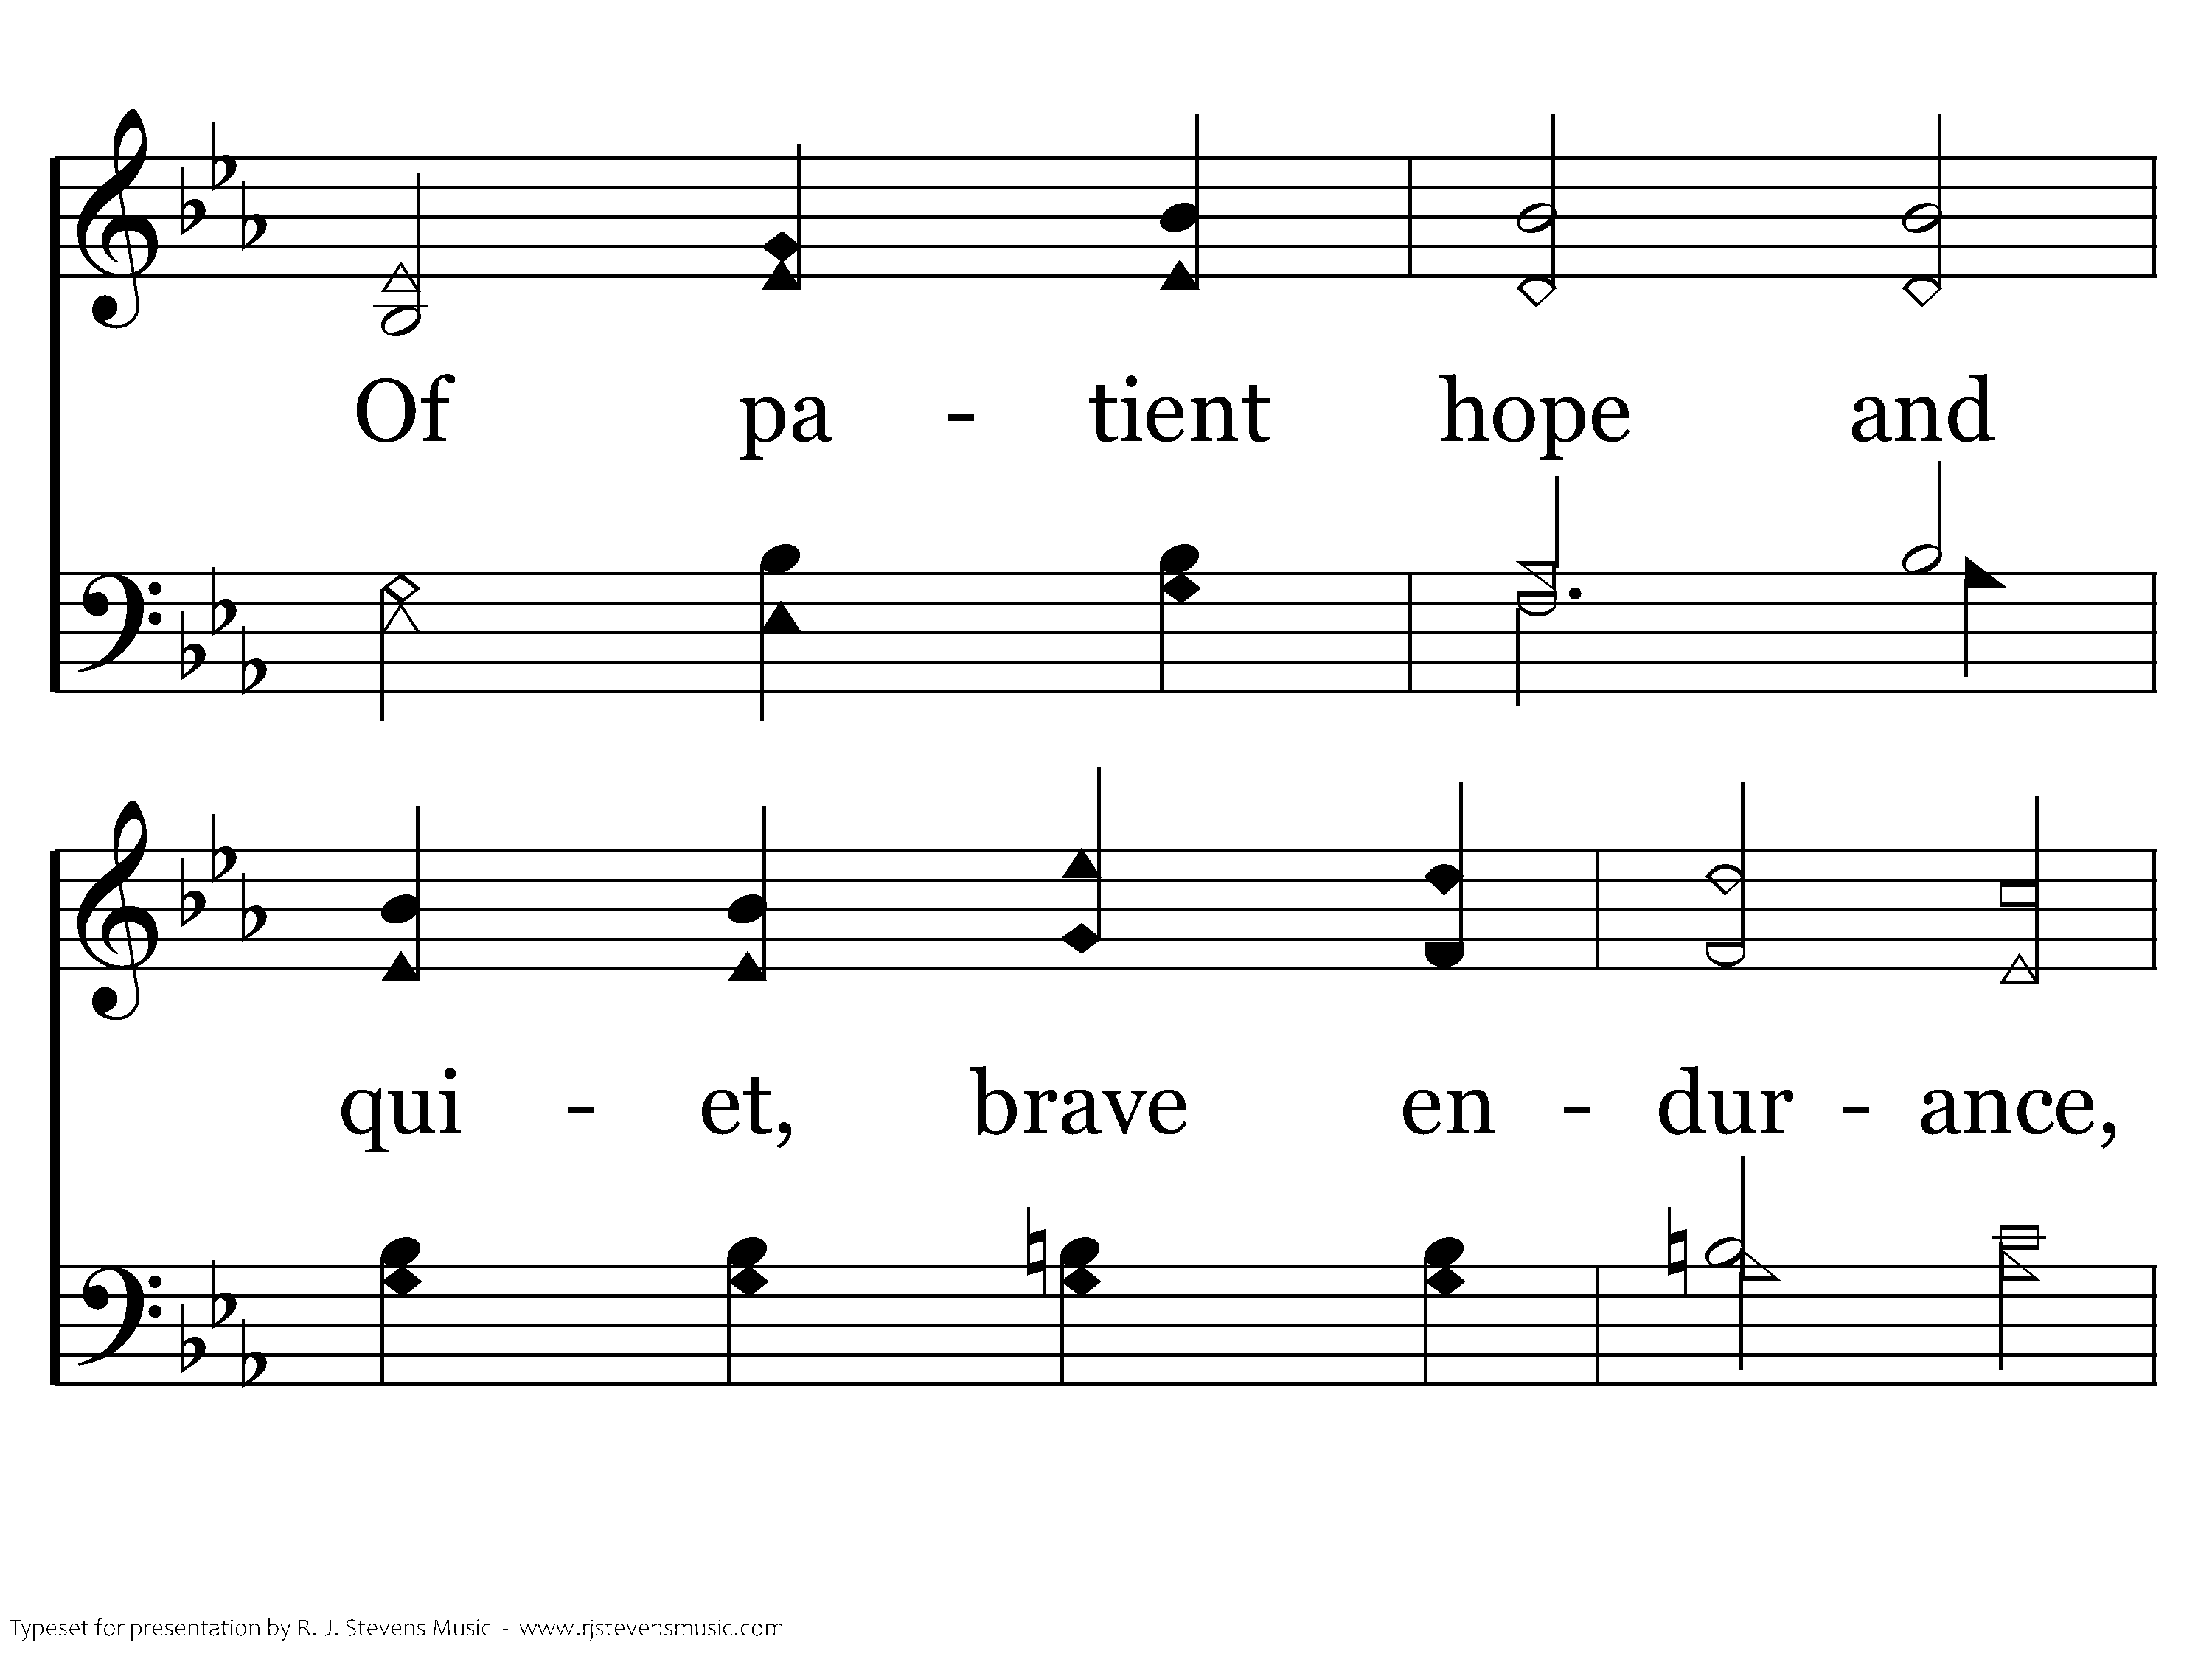 Of pa - tient hope and
qui - et, brave en - dur - ance,
Typeset for presentation by R. J. Stevens Music - www.rjstevensmusic.com